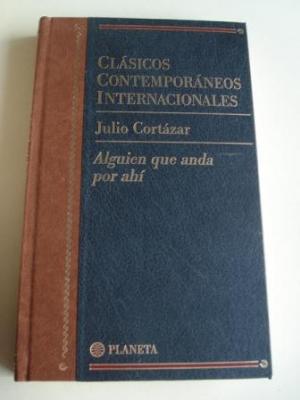 CLÁSICOS
CONTEMPORÁNEOS
INTERNACIONALES
Julio Cortázar
Alguien que anda
por ahí
PLANETA